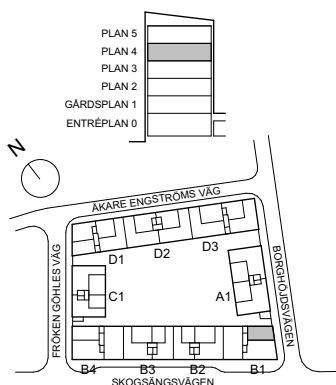 PLAN 5
PLAN 4
PLAN 3
PLAN 2
GÅRDSPLAN 1
ENTRÉPLAN 0
N
ÅKARE ENGSTRÖMS VÄG
FRÖKEN GÖHLES VÄG
BORGHÖJDSVÄGEN
D1
D2
D3
C1
A1
B4
B3
B2
B1
SKOGSÄNGSVÄGEN